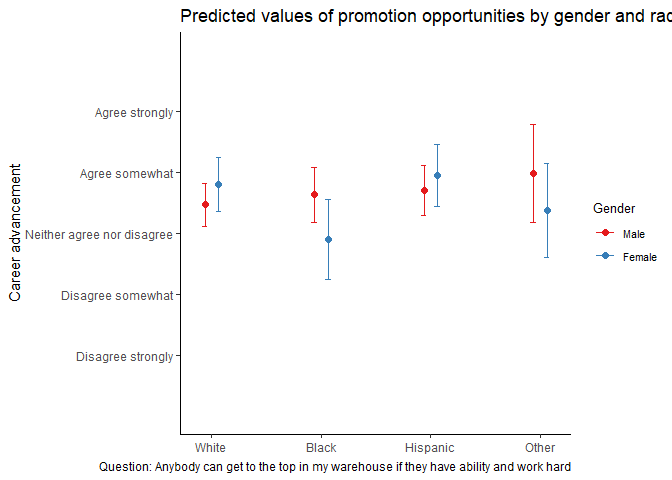 Predicted values of promotion opportunities by gender and rac
Career advancement
Agree strongly
Agree somewhat
Neither agree nor disagree
Disagree somewhat
Disagree strongly
Gender
Male
Female
White
Black
Hispanic
Other
Question: Anybody can get to the top in my warehouse if they have ability and work hard